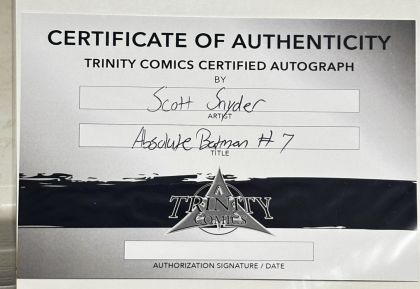 CERTIFICATE OF AUTHENTICITY
TRINITY COMICS CERTIFIED AUTOGRAPH
BY
Scott Snyder
ARTIST
Absolute Batman # 7
TITLE
TRINITY
COMICS
AUTHORIZATION SIGNATURE / DATE